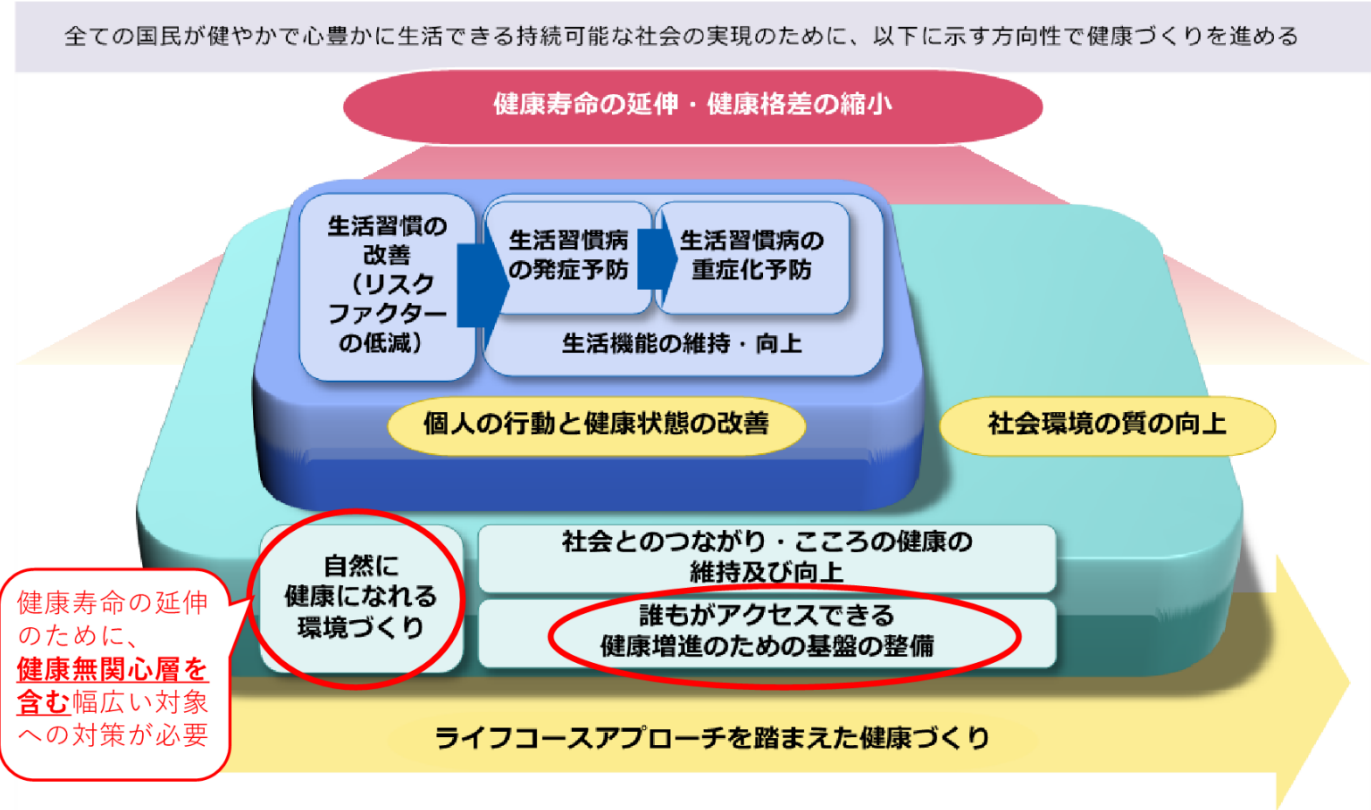 全ての国民が健やかで心豊かに生活できる持続可能な社会の実現のために、以下に示す方向性で健康づくりを進める
健康寿命の延伸・健康格差の縮小
生活習慣の
改善
（リスク
ファクター
の低減）
生活習慣病
の発症予防
生活習慣病の
重症化予防
生活機能の維持・向上
個人の行動と健康状態の改善
社会環境の質の向上
自然に
健康になれる
環境づくり
社会とのつながり・こころの健康の
維持及び向上
誰もがアクセスできる
健康増進のための基盤の整備
健康寿命の延伸
のために、
健康無関心層を
含む幅広い対象
への対策が必要
ライフコースアプローチを踏まえた健康づくり